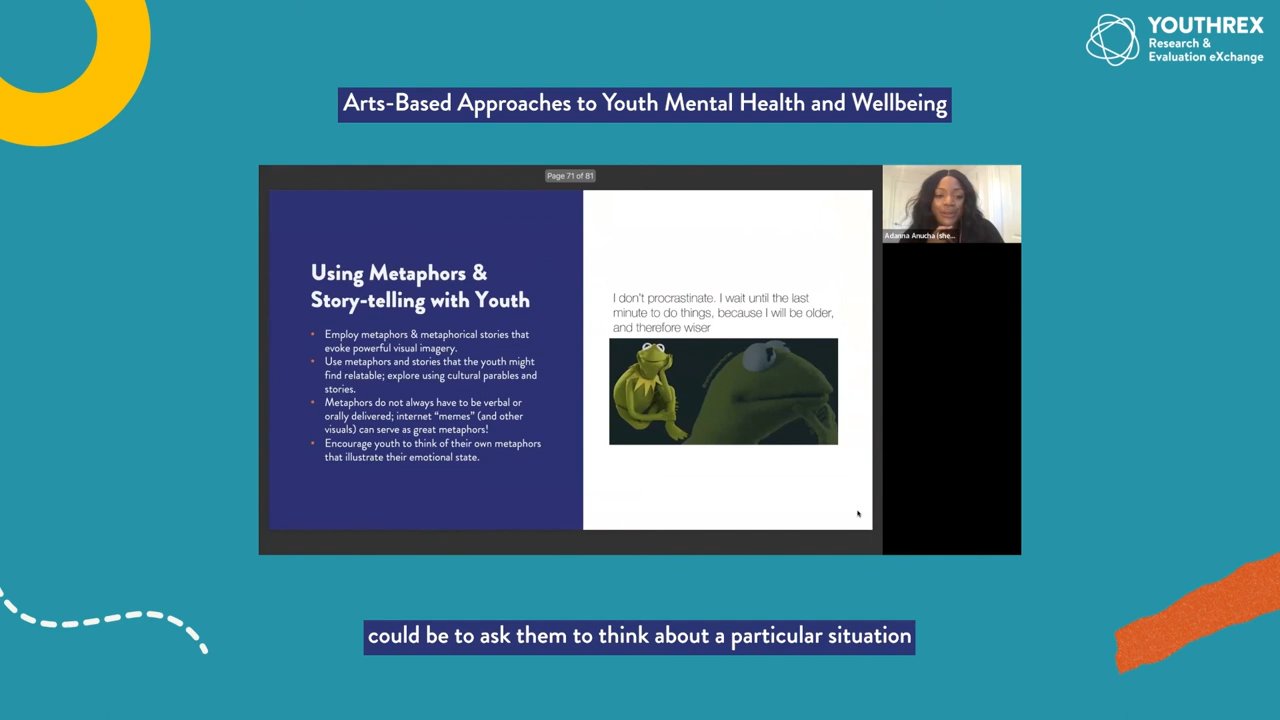 YOUTHREX
Research &
Evaluation eXchange
Arts-Based Approaches to Youth Mental Health and Wellbeing
Page 71 of 81
Using Metaphors &
Story-telling with Youth
• Employ metaphors & metaphorical stories that
evoke powerful visual imagery.
• Use metaphors and stories that the youth might
find relatable; explore using cultural parables and
stories.
• Metaphors do not always have to be verbal or
orally delivered; internet “memes” (and other
visuals) can serve as great metaphors!
• Encourage youth to think of their own metaphors
that illustrate their emotional state.
I don't procrastinate. I wait until the last
minute to do things, because I will be older,
and therefore wiser
Adanna Anucha (she...
could be to ask them to think about a particular situation